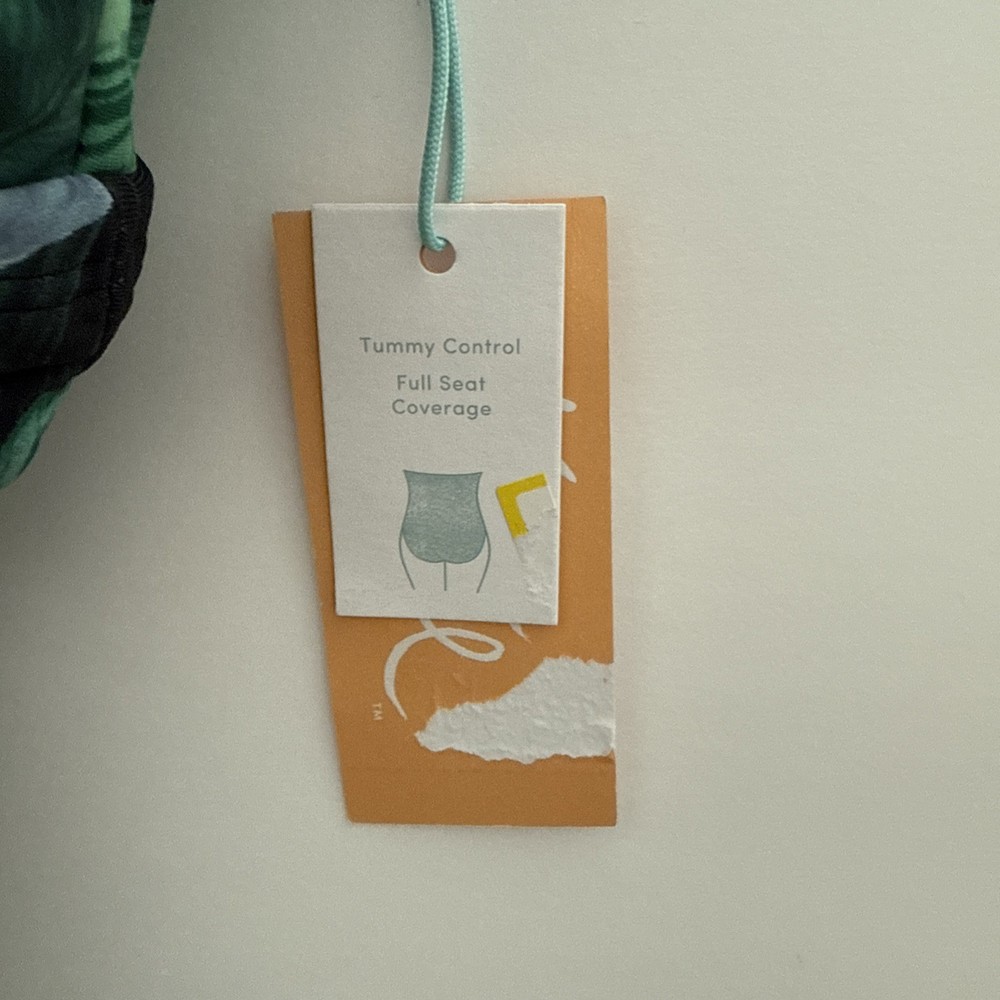 Tummy Control
Full Seat
Coverage
TM